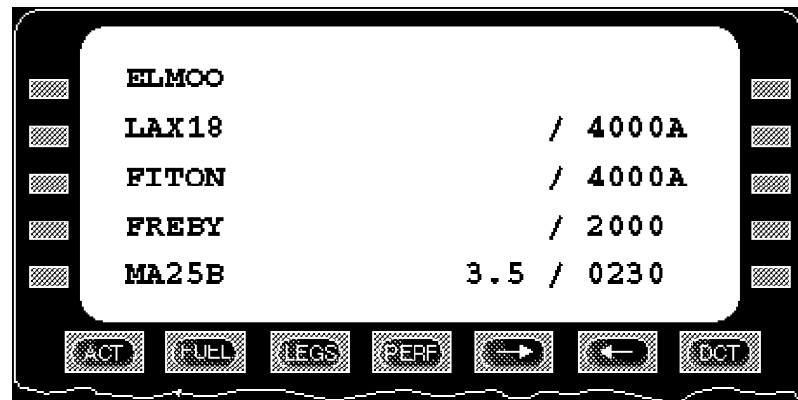 ELMOO
LAX18 / 4000A
FITON / 4000A
FREBY / 2000
MA25B 3.5 / 0230
ACT FUEL LEGS PERF → ← DCT